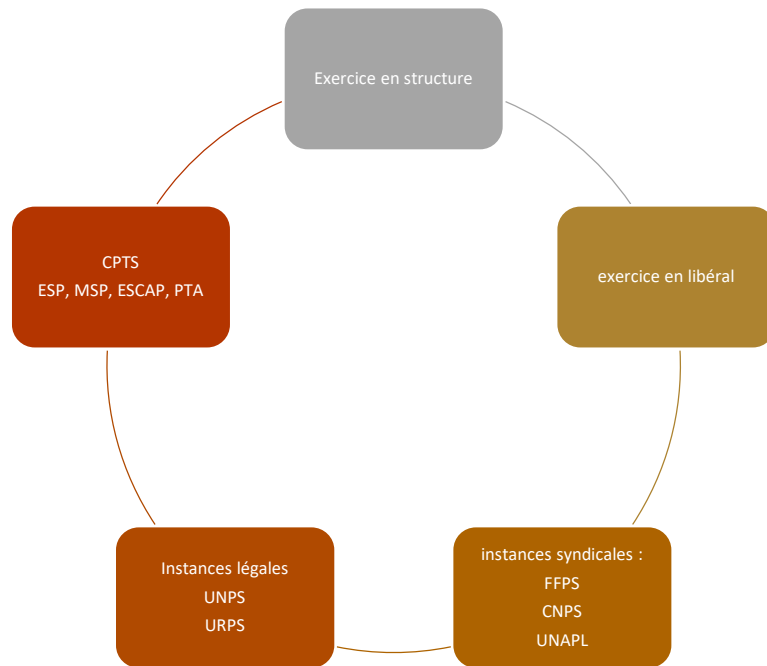 Exercice en structure
exercice en libéral
instances syndicales :
FFPS
CNPS
UNAPL
Instances légales
UNPS
URPS
CPTS
ESP, MSP, ESCAP, PTA